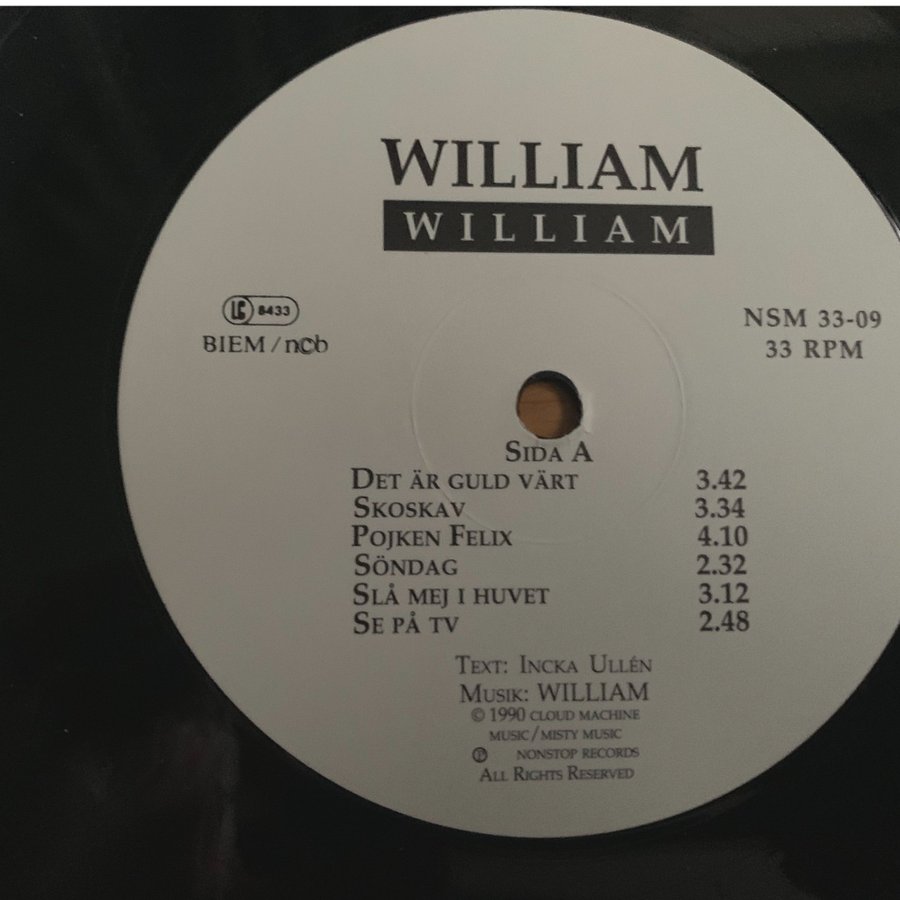 WILLIAM
WILLIAM
LC 8433
BIEM/ncb
NSM 33-09
33 RPM
SIDA A
DET ÄR GULD VÄRT 3.42
SKOSKAV 3.34
POJKEN FELIX 4.10
SÖNDAG 2.32
SLÅ MEJ I HUVET 3.12
SE PÅ TV 2.48
TEXT: INCKA ULLÉN
MUSIK: WILLIAM
© 1990 CLOUD MACHINE
MUSIC/MISTY MUSIC
℗ NONSTOP RECORDS
ALL RIGHTS RESERVED